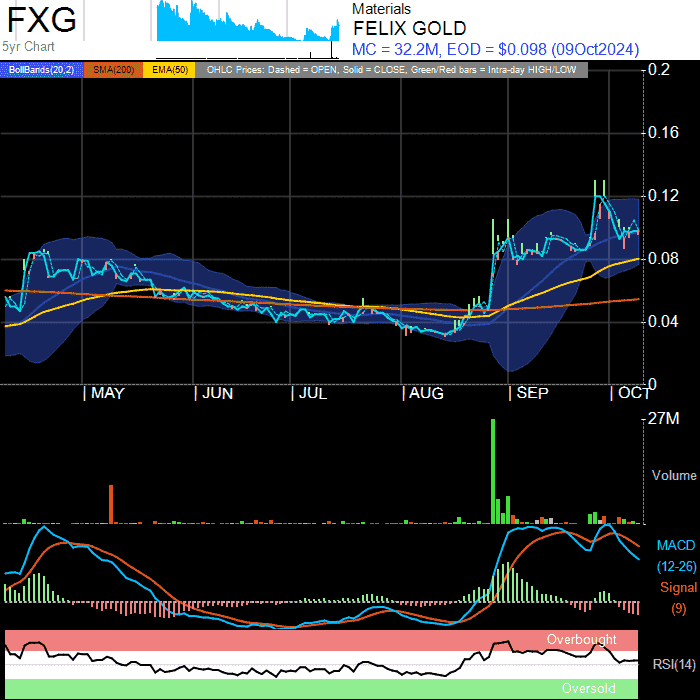 FXG
5yr Chart
Materials
FELIX GOLD
MC = 32.2M, EOD = $0.098 (09Oct2024)
BollBands(20,2) SMA(200) EMA(50) OHLC Prices: Dashed = OPEN, Solid = CLOSE, Green/Red bars = Intra-day HIGH/LOW
0.2
0.16
0.12
0.08
0.04
0
MAY JUN JUL AUG SEP OCT
27M
Volume
MACD
(12-26)
Signal
(9)
Overbought
RSI(14)
Oversold